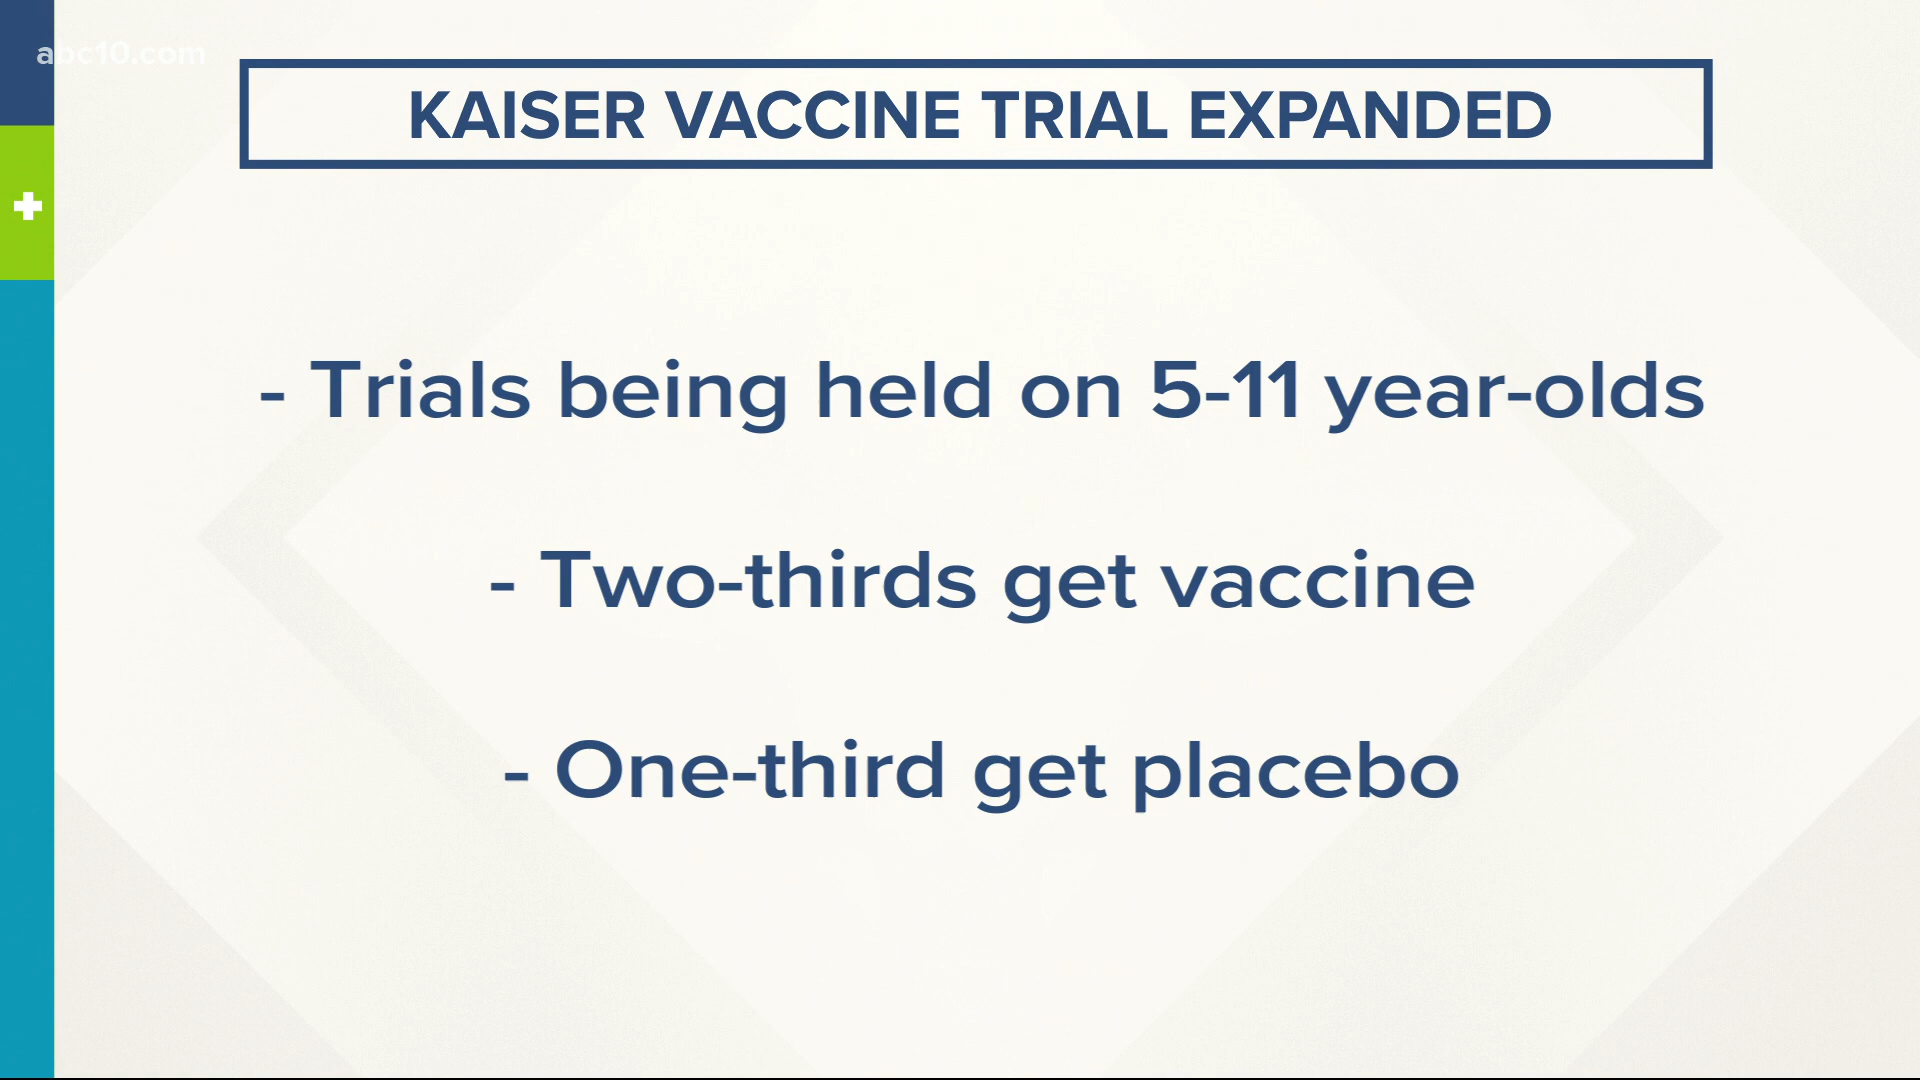 abc10.com
KAISER VACCINE TRIAL EXPANDED
- Trials being held on 5-11 year-olds
- Two-thirds get vaccine
- One-third get placebo